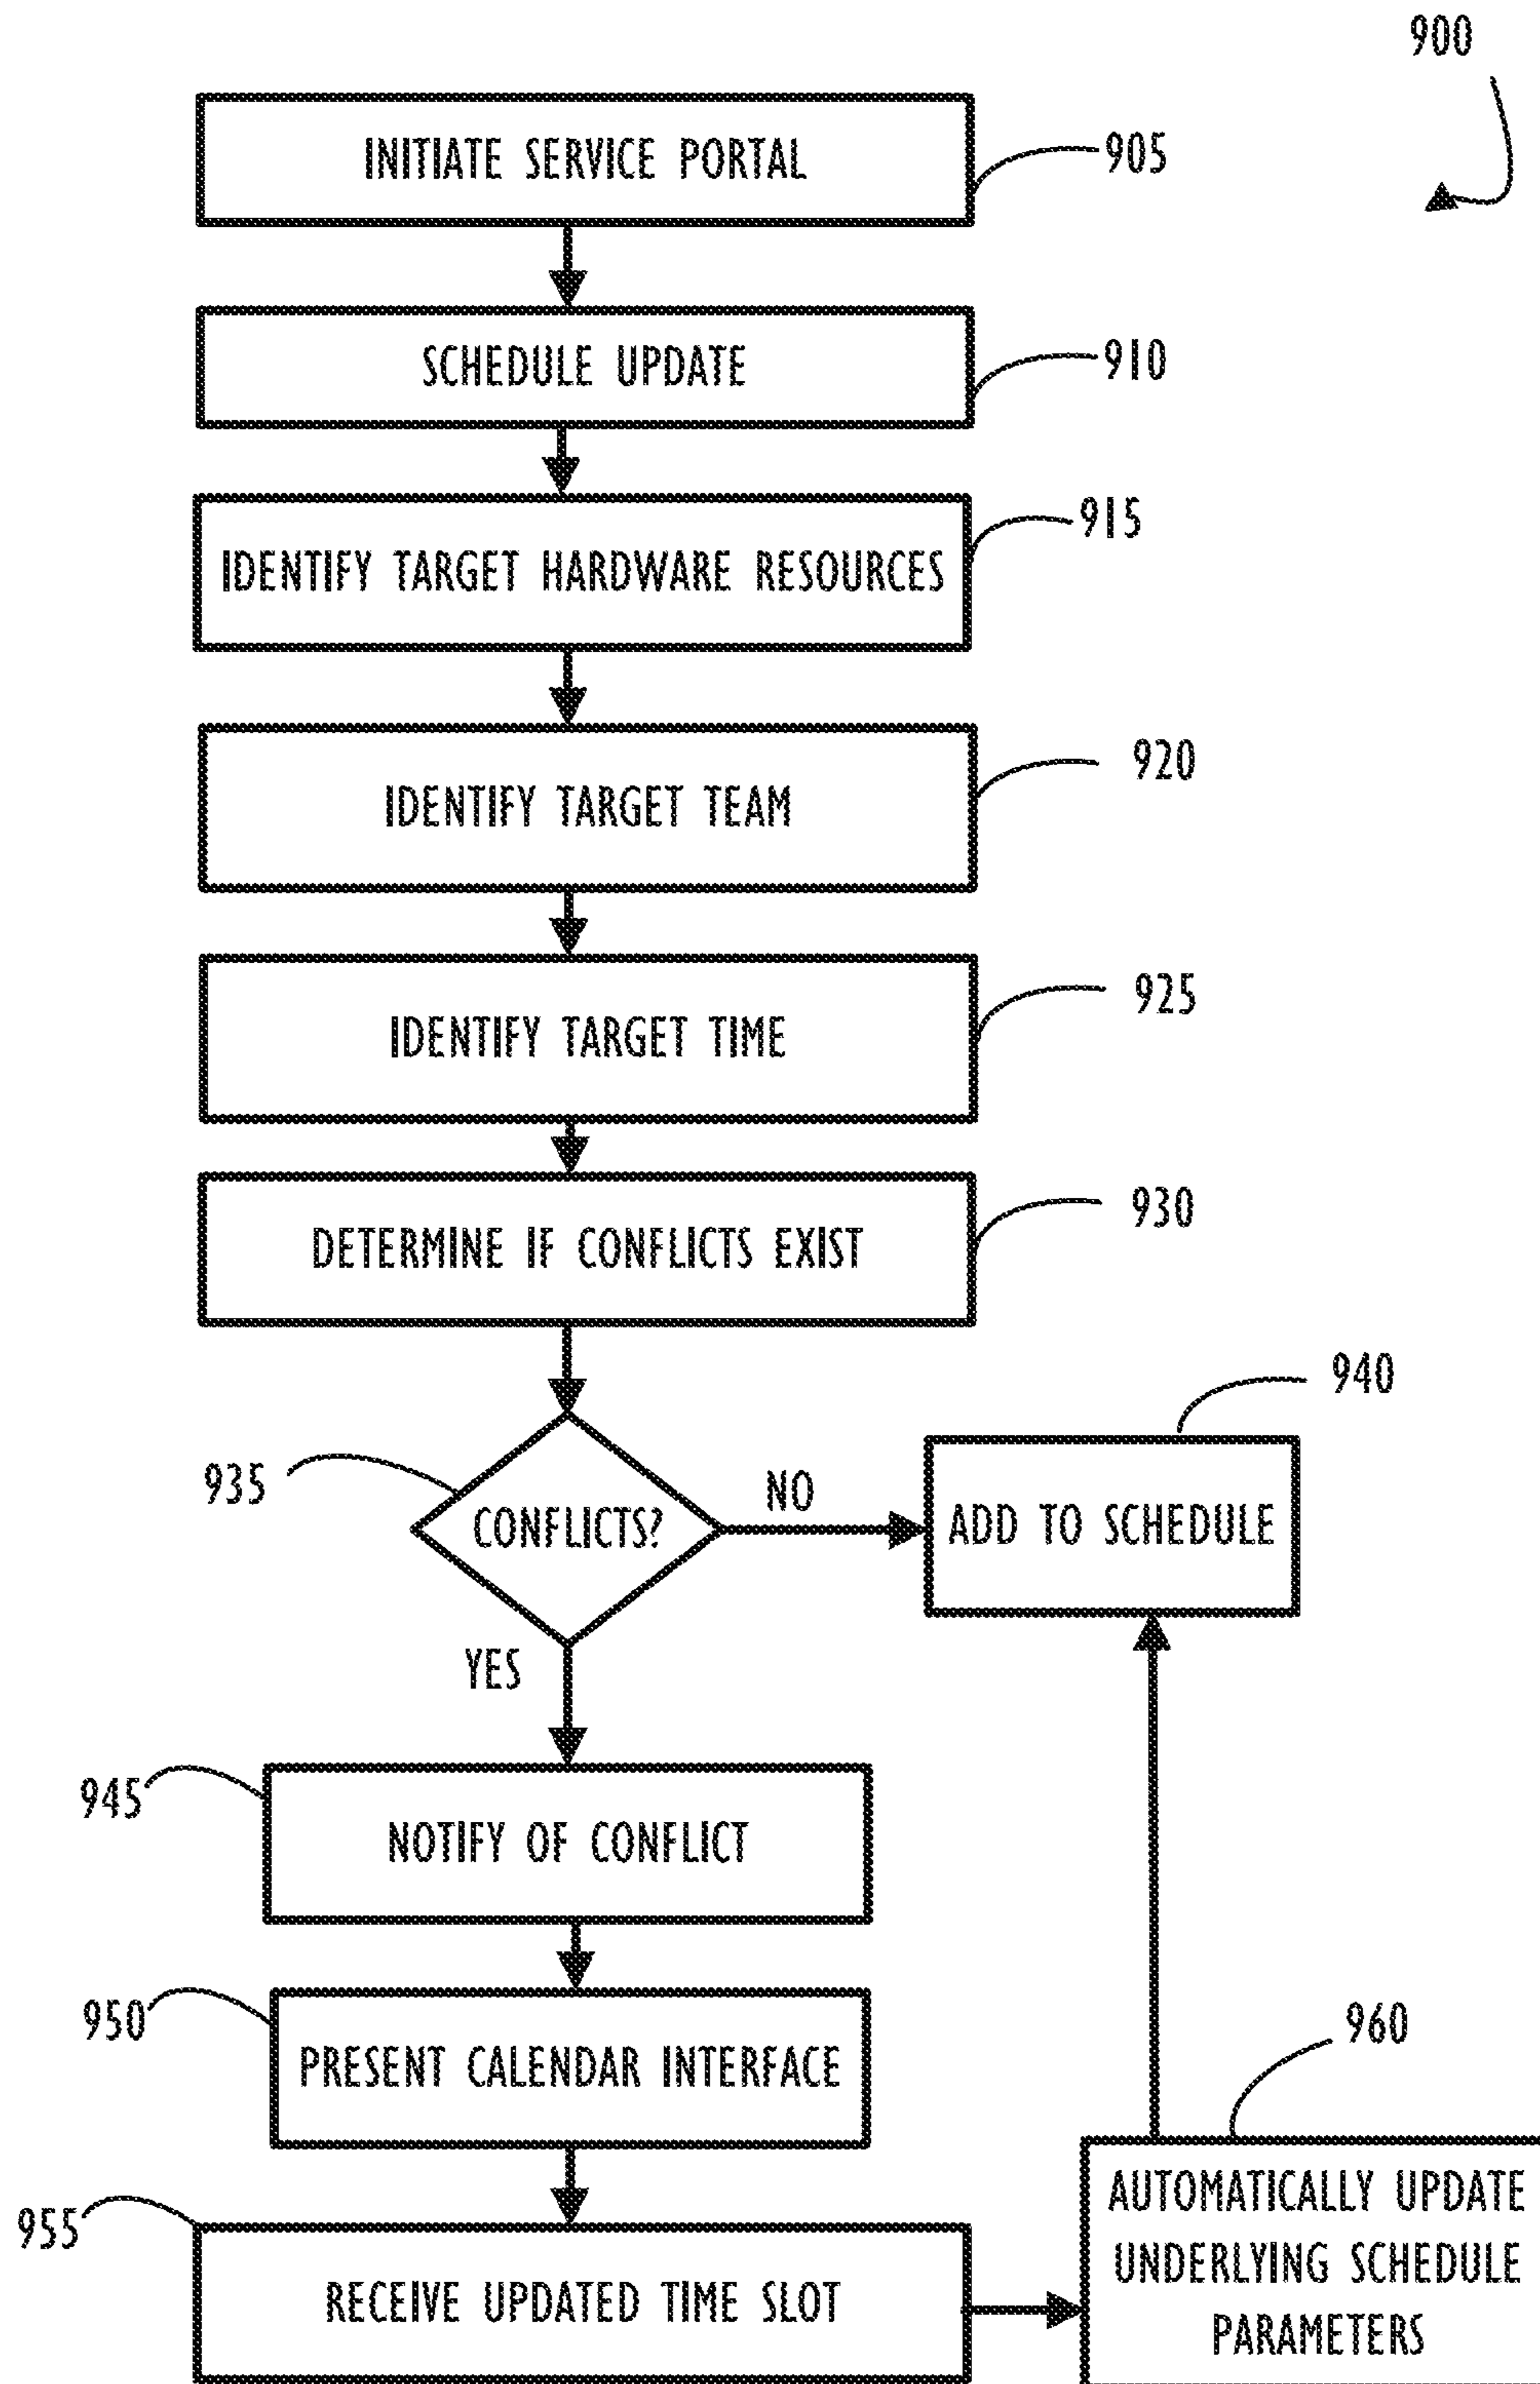 900
INITIATE SERVICE PORTAL
905
SCHEDULE UPDATE
910
IDENTIFY TARGET HARDWARE RESOURCES
915
IDENTIFY TARGET TEAM
920
IDENTIFY TARGET TIME
925
DETERMINE IF CONFLICTS EXIST
930
935
CONFLICTS?
NO
940
ADD TO SCHEDULE
YES
945
NOTIFY OF CONFLICT
950
PRESENT CALENDAR INTERFACE
955
RECEIVE UPDATED TIME SLOT
960
AUTOMATICALLY UPDATE
UNDERLYING SCHEDULE
PARAMETERS